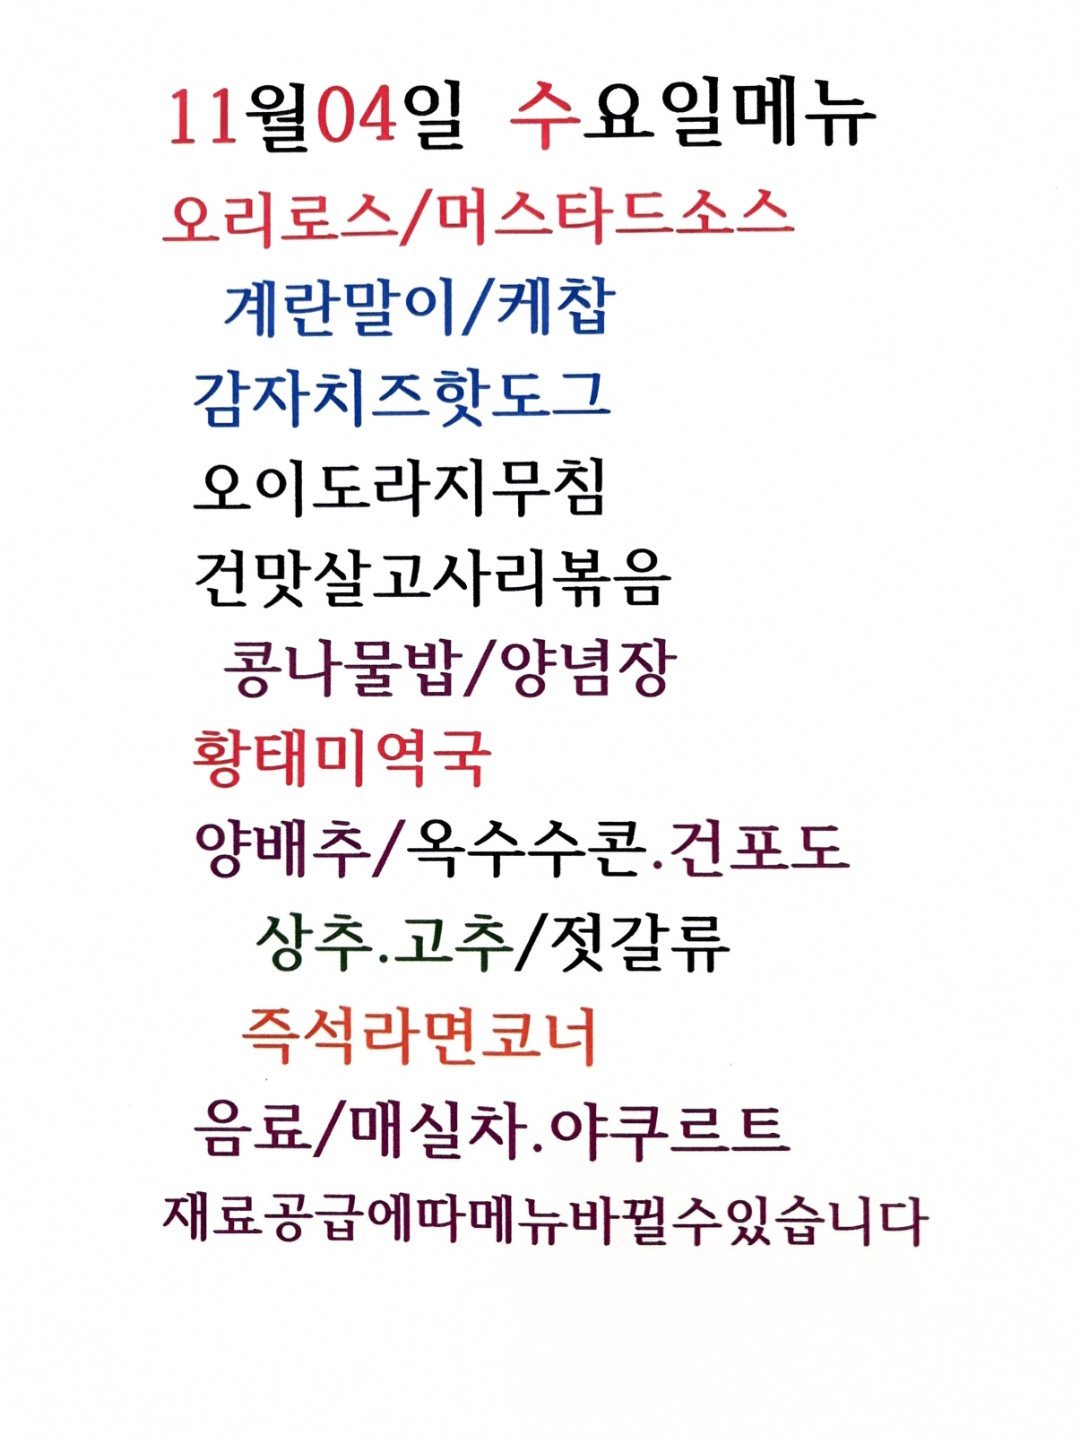 11월04일 수요일메뉴
오리로스/머스타드소스
계란말이/케찹
감자치즈핫도그
오이도라지무침
건맛살고사리볶음
콩나물밥/양념장
황태미역국
양배추/옥수수콘.건포도
상추.고추/젓갈류
즉석라면코너
음료/매실차.야쿠르트
재료공급에따메뉴바뀔수있습니다